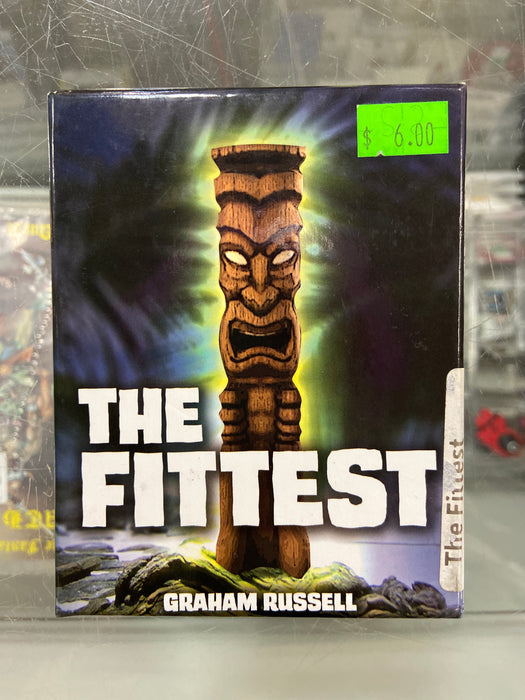 $ 6.00
THE
FITTEST
GRAHAM RUSSELL
The Fittest